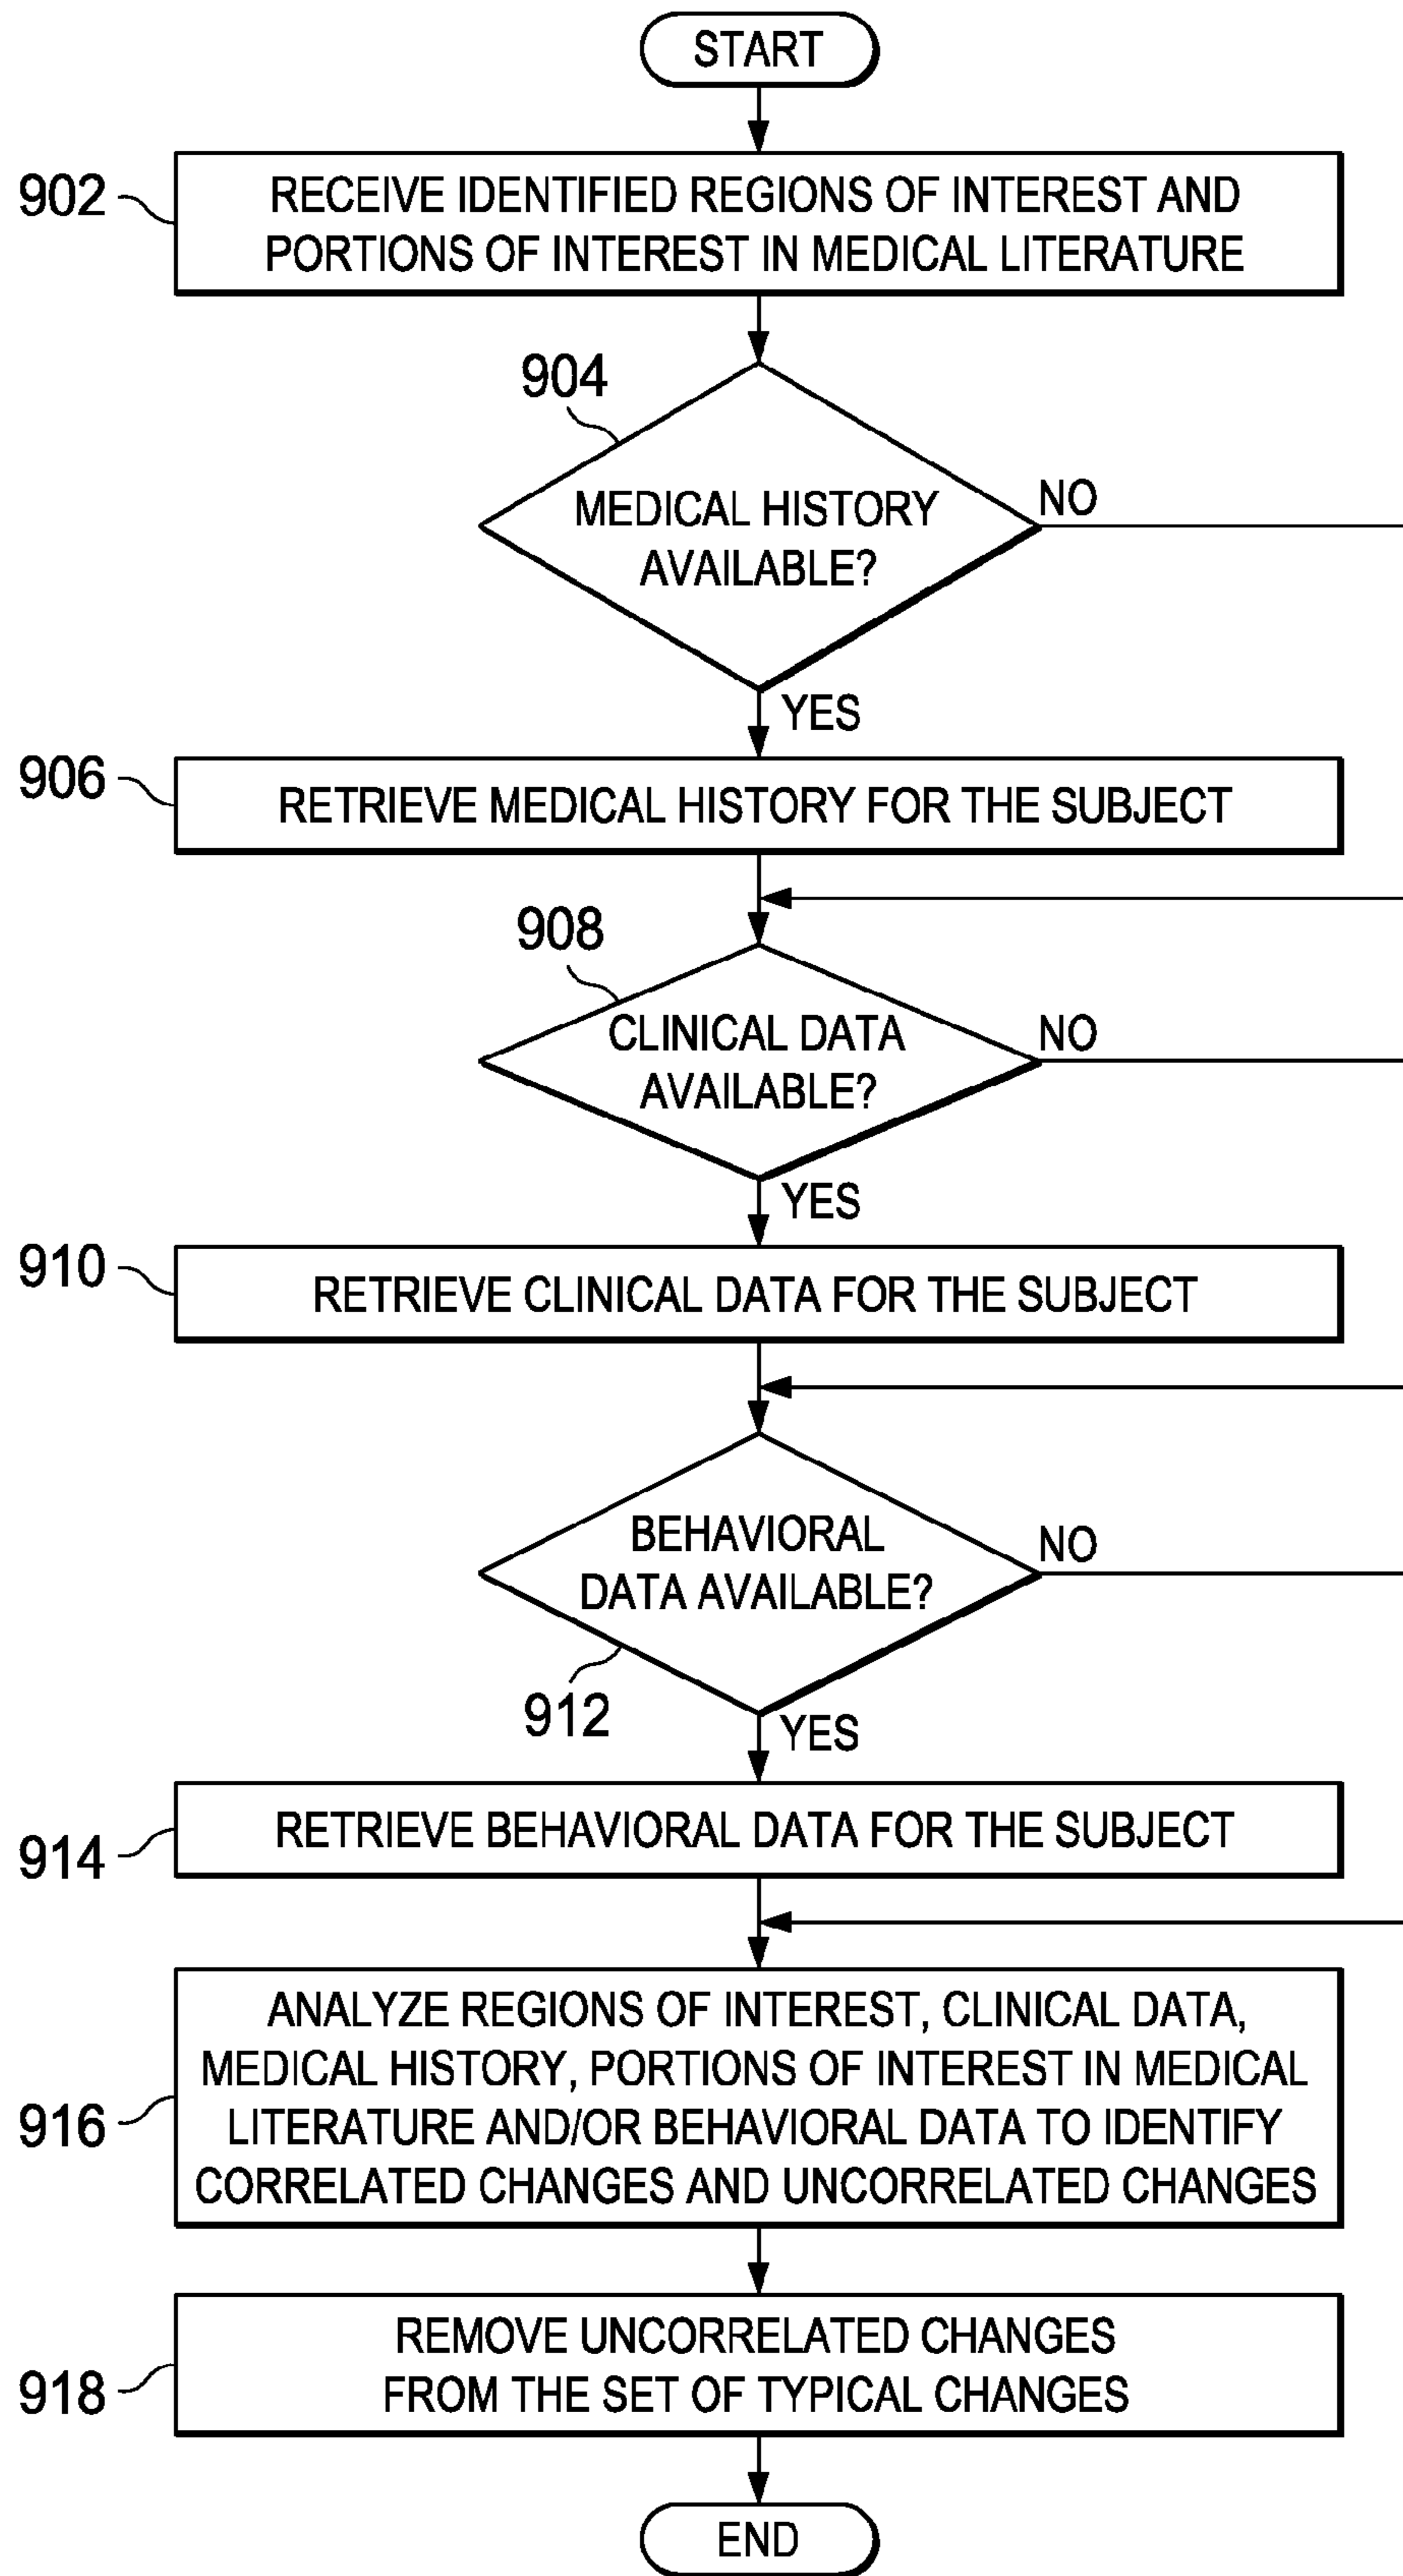 START
902
RECEIVE IDENTIFIED REGIONS OF INTEREST AND
PORTIONS OF INTEREST IN MEDICAL LITERATURE
904
MEDICAL HISTORY
AVAILABLE?
NO
YES
906
RETRIEVE MEDICAL HISTORY FOR THE SUBJECT
908
CLINICAL DATA
AVAILABLE?
NO
YES
910
RETRIEVE CLINICAL DATA FOR THE SUBJECT
BEHAVIORAL
DATA AVAILABLE?
NO
912
YES
914
RETRIEVE BEHAVIORAL DATA FOR THE SUBJECT
916
ANALYZE REGIONS OF INTEREST, CLINICAL DATA,
MEDICAL HISTORY, PORTIONS OF INTEREST IN MEDICAL
LITERATURE AND/OR BEHAVIORAL DATA TO IDENTIFY
CORRELATED CHANGES AND UNCORRELATED CHANGES
918
REMOVE UNCORRELATED CHANGES
FROM THE SET OF TYPICAL CHANGES
END